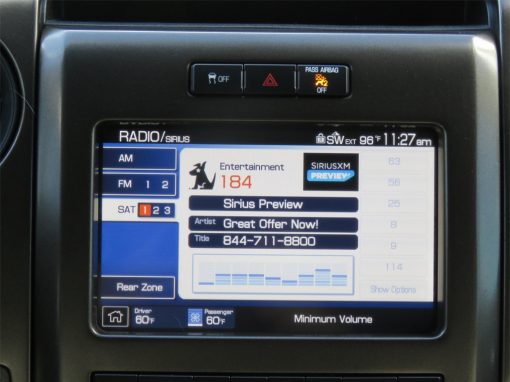 OFF
PASS AIRBAG
OFF
RADIO/SIRIUS
SW EXT 96°F 11:27am
AM
FM 1 2
SAT 1 2 3
Rear Zone
Entertainment
184
SIRIUSXM
PREVIEW
Sirius Preview
Artist Great Offer Now!
Title 844-711-8800
63
56
25
8
9
114
Show Options
Driver
60°F
Passenger
60°F
Minimum Volume